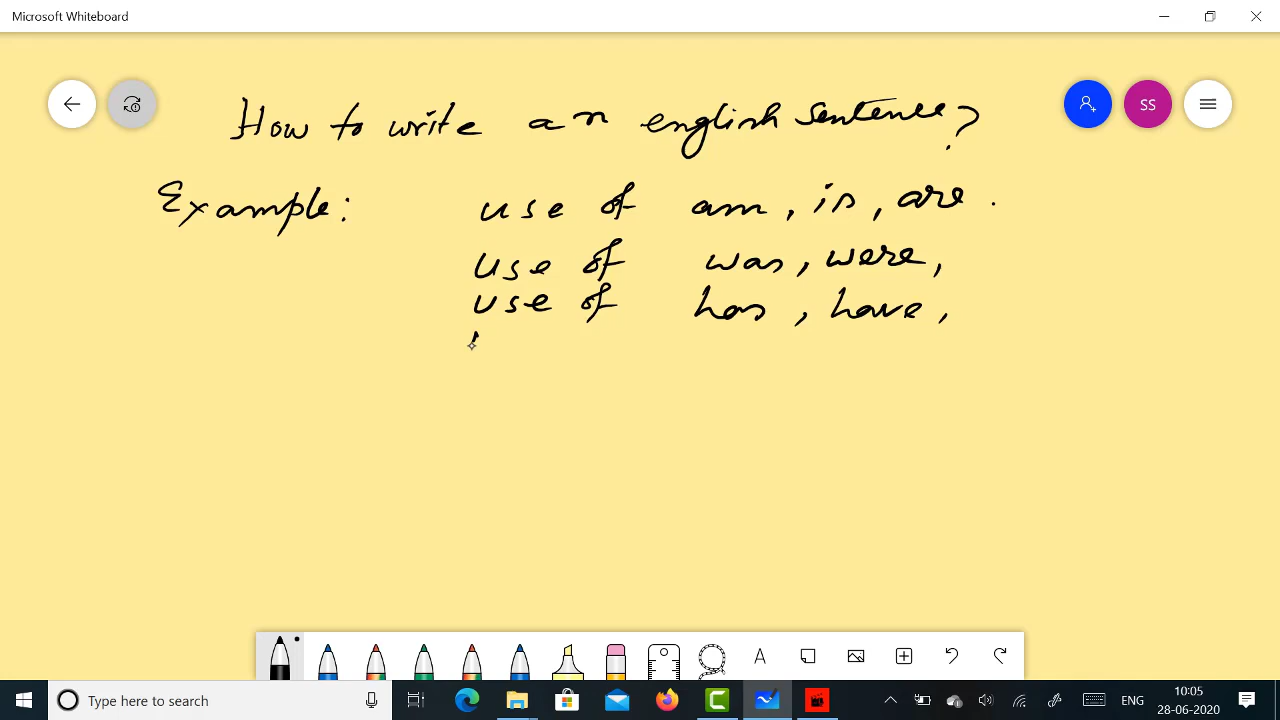 Microsoft Whiteboard
How to write an english sentence?
SS
Example: use of am, is, are.
use of was, were,
use of has, have,
A
Type here to search
ENG
10:05
28-06-2020